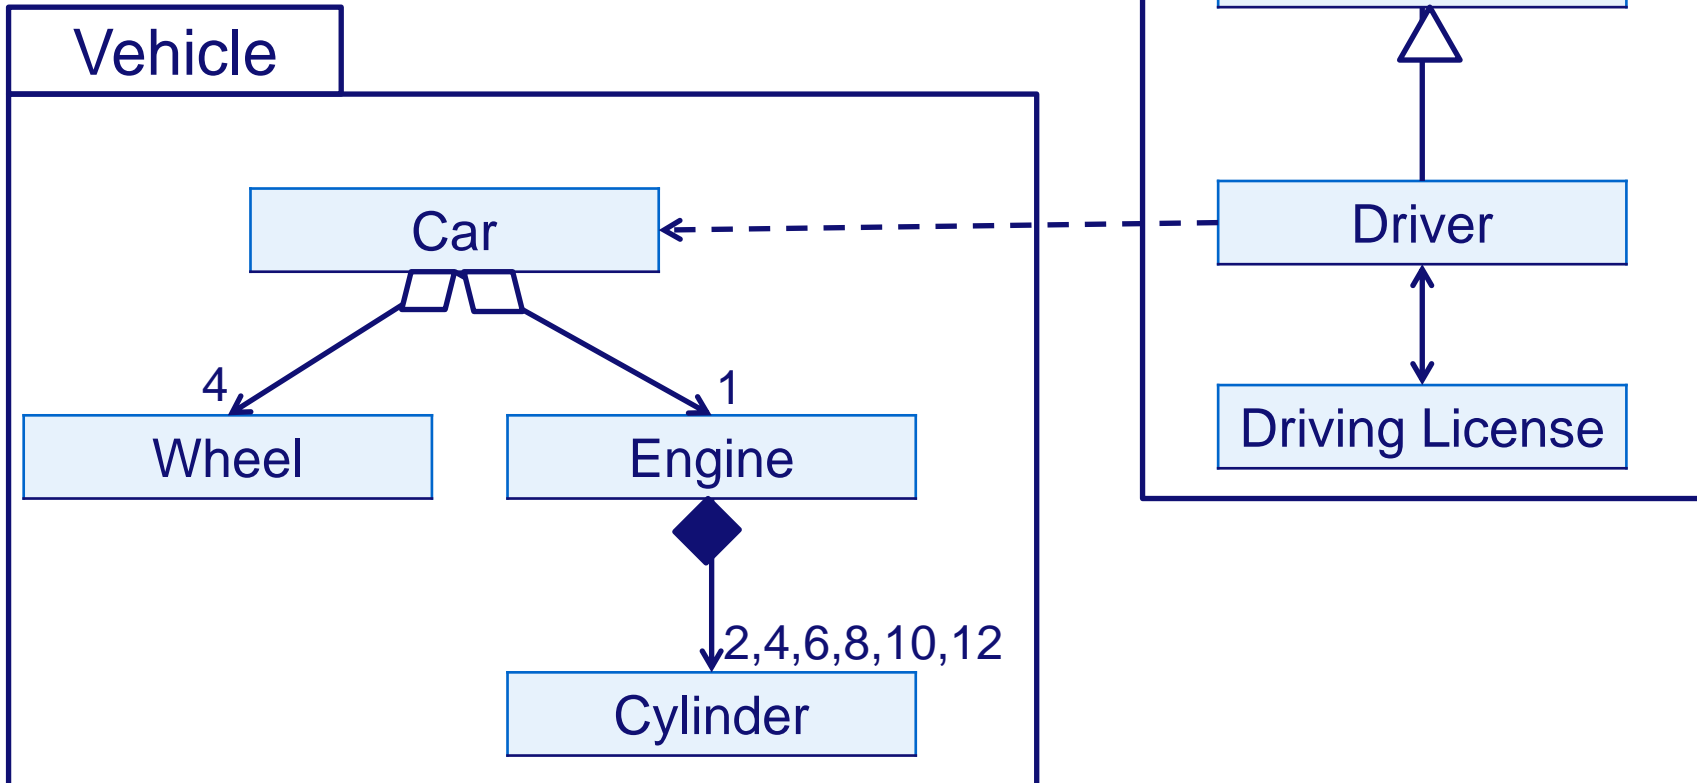 Vehicle
Car
Driver
4
1
Wheel
Engine
Driving License
2,4,6,8,10,12
Cylinder